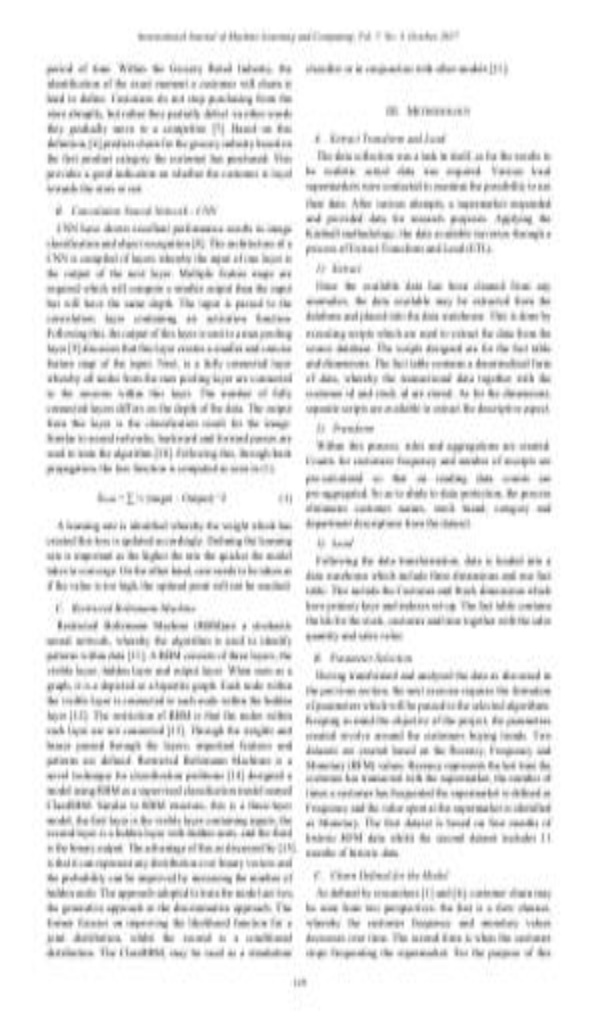 International Journal of Machine Learning and Computing, Vol. 7, No. 5, October 2017
period of time. Within the Grocery Retail Industry, the
identification of the exact moment a customer will churn is
hard to define. Customers do not stop purchasing from the
store abruptly, but rather they partially defect in other words
they gradually move to a competitor [7]. Based on this
definition, [6] predicts churn for the grocery industry based on
the first product category the customer has purchased. This
provides a good indication on whether the customer is loyal
towards the store or not.
B. Convolution Neural Network - CNN
CNN have shown excellent performance results in image
classification and object recognition [8]. The architecture of a
CNN is compiled of layers whereby the input of one layer is
the output of the next layer. Multiple feature maps are
required which will compute a smaller output than the input
but will have the same depth. The input is passed to the
convolution layer containing an activation function.
Following this, the output of this layer is sent to a max pooling
layer [9] discusses that this layer creates a smaller and concise
feature map of the input. Next, is a fully connected layer
whereby all nodes from the max pooling layer are connected
to the neurons within this layer. The number of fully
connected layers differs on the depth of the data. The output
from this layer is the classification result for the image.
Similar to neural networks, backward and forward passes are
used to train the algorithm [10]. Following this, through back
propagation, the loss function is computed as seen in (1).
(1)
A learning rate is identified whereby the weight which has
created this loss is updated accordingly. Defining the learning
rate is important as the higher the rate the quicker the model
takes to converge. On the other hand, care needs to be taken as
if the value is too high, the optimal point will not be reached.
C. Restricted Boltzmann Machine
Restricted Boltzmann Machine (RBM) are a stochastic
neural network, whereby the algorithm is used to identify
patterns within data [11]. A RBM consists of three layers, the
visible layer, hidden layer and output layer. When seen as a
graph, it is a depicted as a bipartite graph. Each node within
the visible layer is connected to each node within the hidden
layer [12]. The restriction of RBM is that the nodes within
each layer are not connected [13]. Through the weights and
biases passed through the layers, important features and
patterns are defined. Restricted Boltzmann Machines is a
novel technique for classification problems [14] designed a
model using RBM as a supervised classification model named
ClassRBM. Similar to RBM structure, this is a three layer
model, the first layer is the visible layer containing inputs, the
second layer is a hidden layer with hidden units, and the third
is the binary output. The advantage of this as discussed by [15]
is that it can represent any distribution over binary vectors and
the probability can be improved by increasing the number of
hidden units. The approach adopted to train the model are two,
the generative approach or the discriminative approach. The
former focuses on improving the likelihood function for a
joint distribution, whilst the second is a conditional
distribution. The ClassRBM, may be used as a standalone
classifier or in conjunction with other models [15].
III. METHODOLOGY
A. Extract Transform and Load
The data collection was a task in itself, as for the results to
be realistic actual data was required. Various local
supermarkets were contacted to examine the possibility to use
their data. After various attempts, a supermarket responded
and provided data for research purposes. Applying the
Kimball methodology, the data available ran through a
process of Extract Transform and Load (ETL).
1) Extract
Once the available data has been cleaned from any
anomalies, the data available may be extracted from the
database and placed into the data warehouse. This is done by
executing scripts which are used to extract the data from the
source database. The scripts designed are for the fact table
and dimensions. The fact table contains a denormalised form
of data, whereby the transactional data together with the
customer id and stock id are stored. As for the dimensions,
separate scripts are available to extract the descriptive aspect.
2) Transform
Within this process, rules and aggregations are created.
Counts for customers frequency and number of receipts are
pre-calculated so that on reading data counts are
pre-aggregated. So as to abide to data protection, the process
eliminates customer names, stock brand, category and
department descriptions from the dataset.
3) Load
Following the data transformation, data is loaded into a
data warehouse which include three dimensions and one fact
table. This include the Customer and Stock dimension which
have primary keys and indexes set-up. The fact table contains
the ids for the stock, customer and time together with the sales
quantity and sales value.
B. Parameter Selection
Having transformed and analysed the data as discussed in
the previous section, the next exercise requires the formation
of parameters which will be passed to the selected algorithms.
Keeping in mind the objective of the project, the parameters
created revolve around the customers buying trends. Two
datasets are created based on the Recency, Frequency and
Monetary (RFM) values. Recency represents the last time the
customer has transacted with the supermarket, the number of
times a customer has frequented the supermarket is defined as
Frequency and the value spent at the supermarket is identified
as Monetary. The first dataset is based on four months of
historic RFM data whilst the second dataset includes 11
months of historic data.
C. Churn Defined for the Model
As defined by researchers [1] and [6], customer churn may
be seen from two perspectives, the first is a slow churner,
whereby the customer frequency and monetary values
decreases over time. The second form is when the customer
stops frequenting the supermarket. For the purpose of this